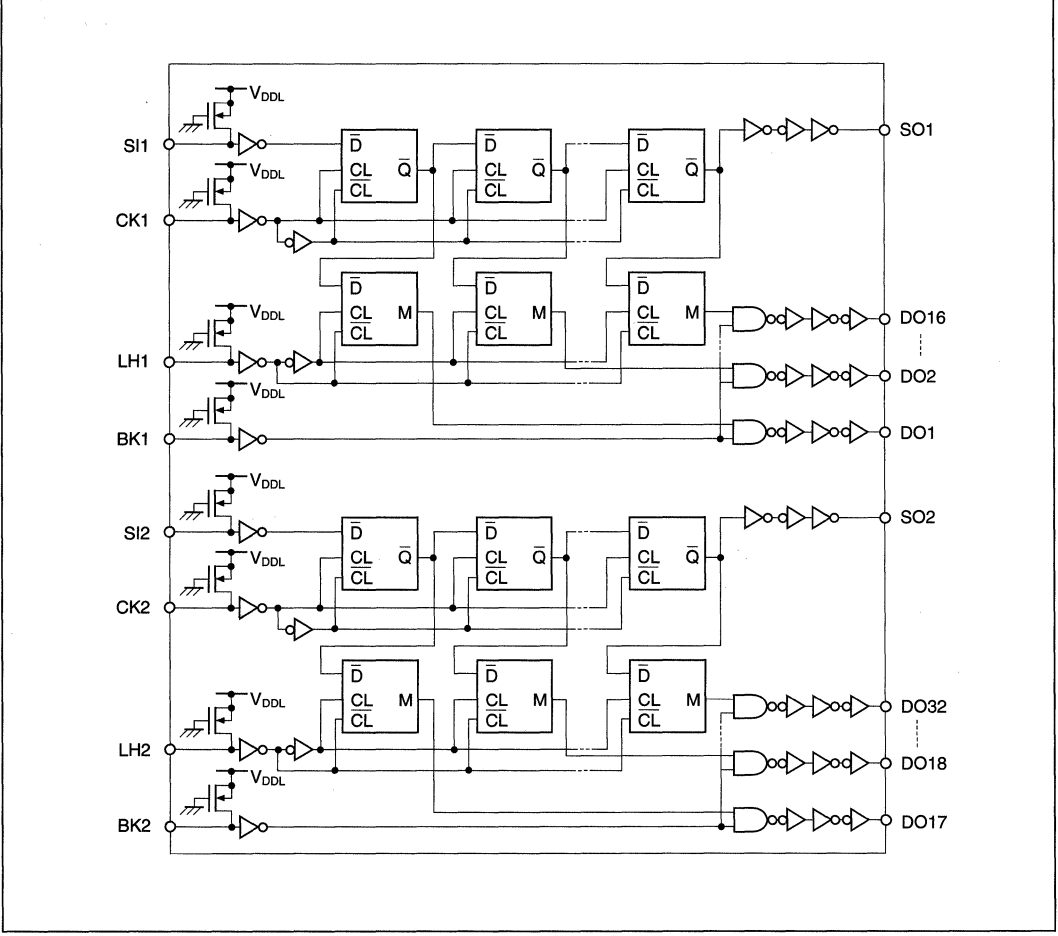 V_DDL
SI1
D̅ D̅ D̅
SO1
CL Q̅ CL Q̅ CL Q̅
C̅L̅ C̅L̅ C̅L̅
V_DDL
CK1
D̅ D̅ D̅
V_DDL
CL M CL M CL M
DO16
C̅L̅ C̅L̅ C̅L̅
LH1
DO2
V_DDL
BK1
DO1
V_DDL
SI2
D̅ D̅ D̅
SO2
CL Q̅ CL Q̅ CL Q̅
C̅L̅ C̅L̅ C̅L̅
V_DDL
CK2
D̅ D̅ D̅
V_DDL
CL M CL M CL M
DO32
C̅L̅ C̅L̅ C̅L̅
LH2
DO18
V_DDL
BK2
DO17